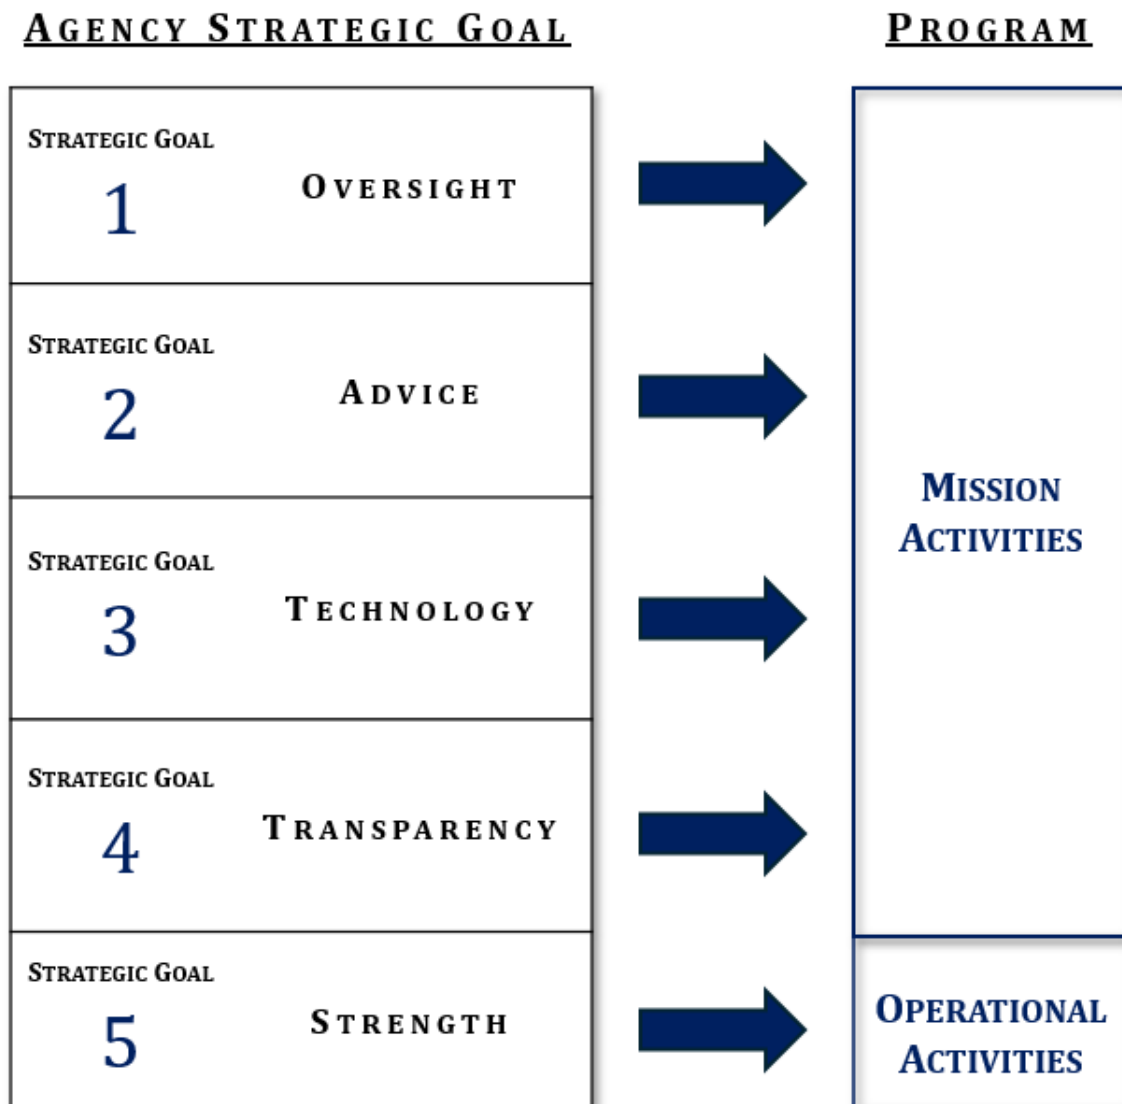 AGENCY STRATEGIC GOAL
PROGRAM
STRATEGIC GOAL
1
OVERSIGHT
STRATEGIC GOAL
2
ADVICE
STRATEGIC GOAL
3
TECHNOLOGY
STRATEGIC GOAL
4
TRANSPARENCY
MISSION
ACTIVITIES
STRATEGIC GOAL
5
STRENGTH
OPERATIONAL
ACTIVITIES